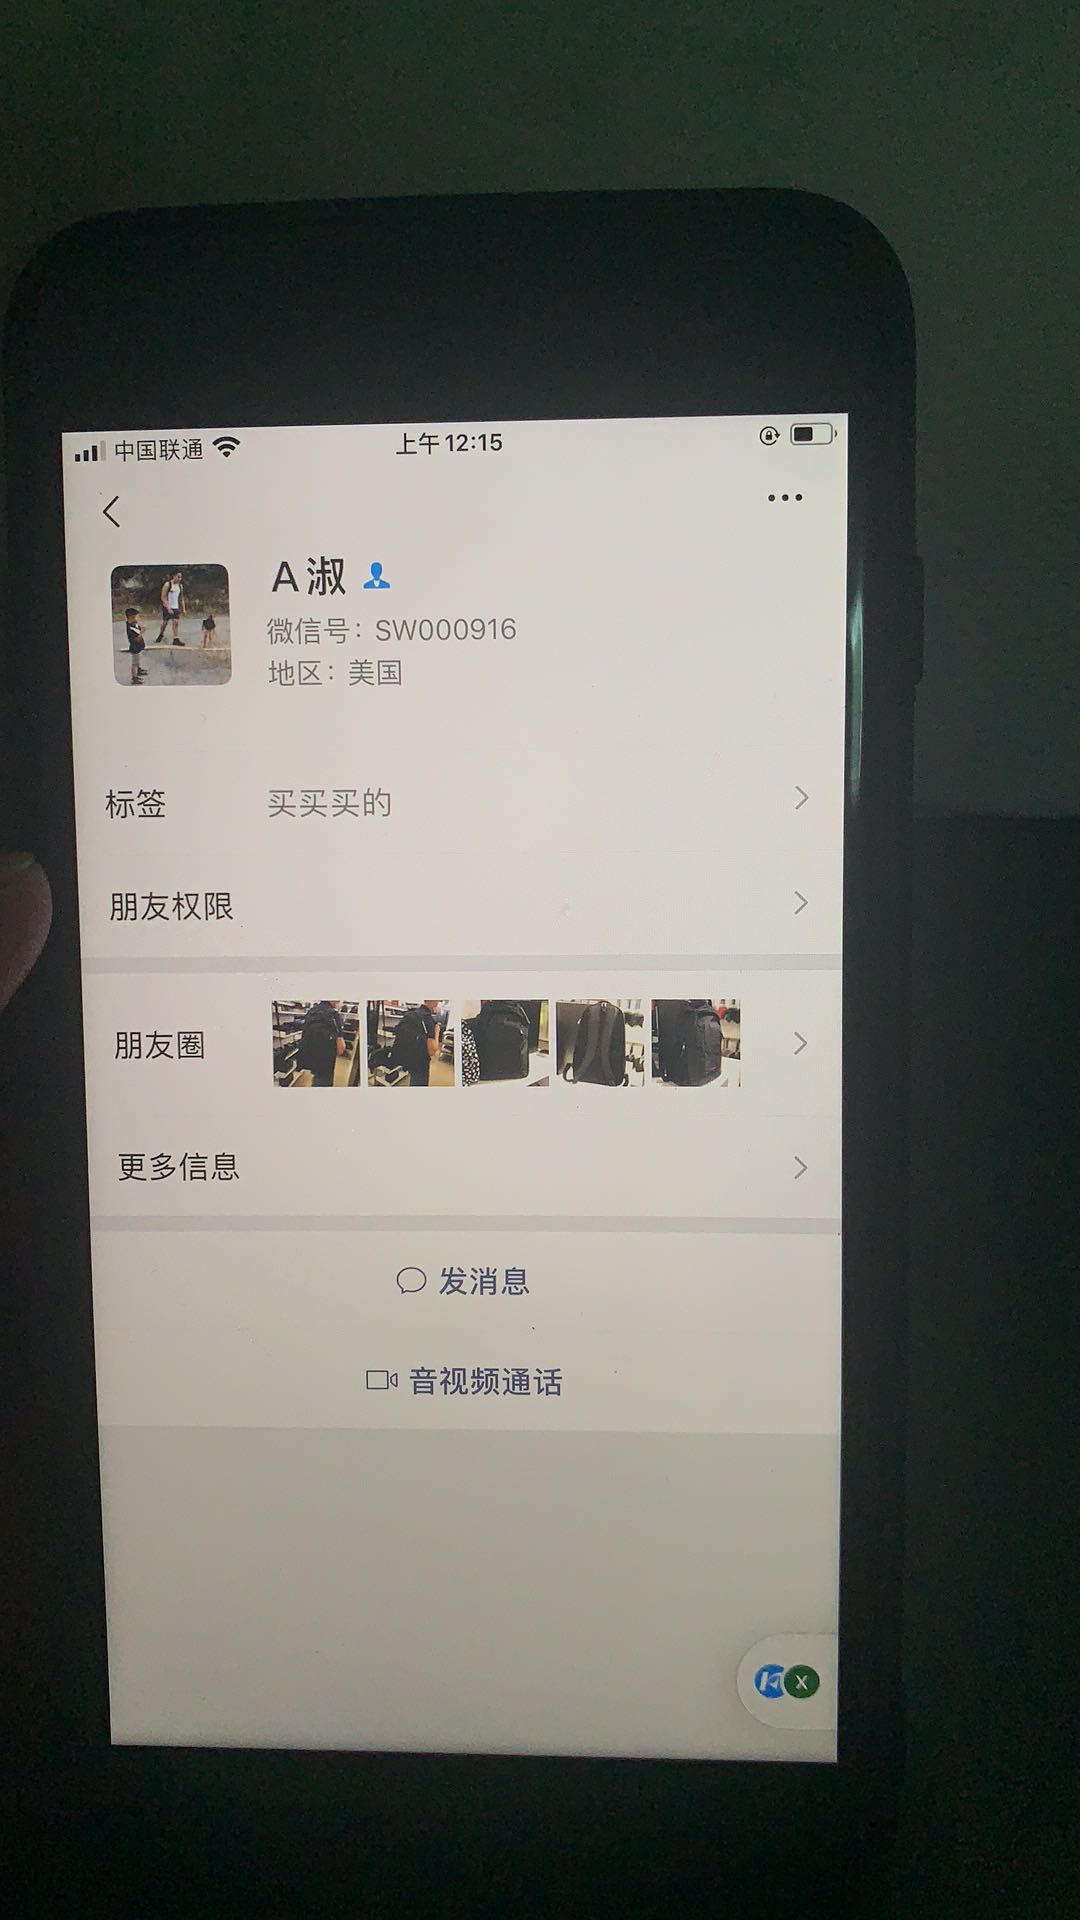 中国联通
上午12:15
A淑
微信号：SW000916
地区：美国
标签
买买买的
朋友权限
朋友圈
更多信息
发消息
音视频通话
X